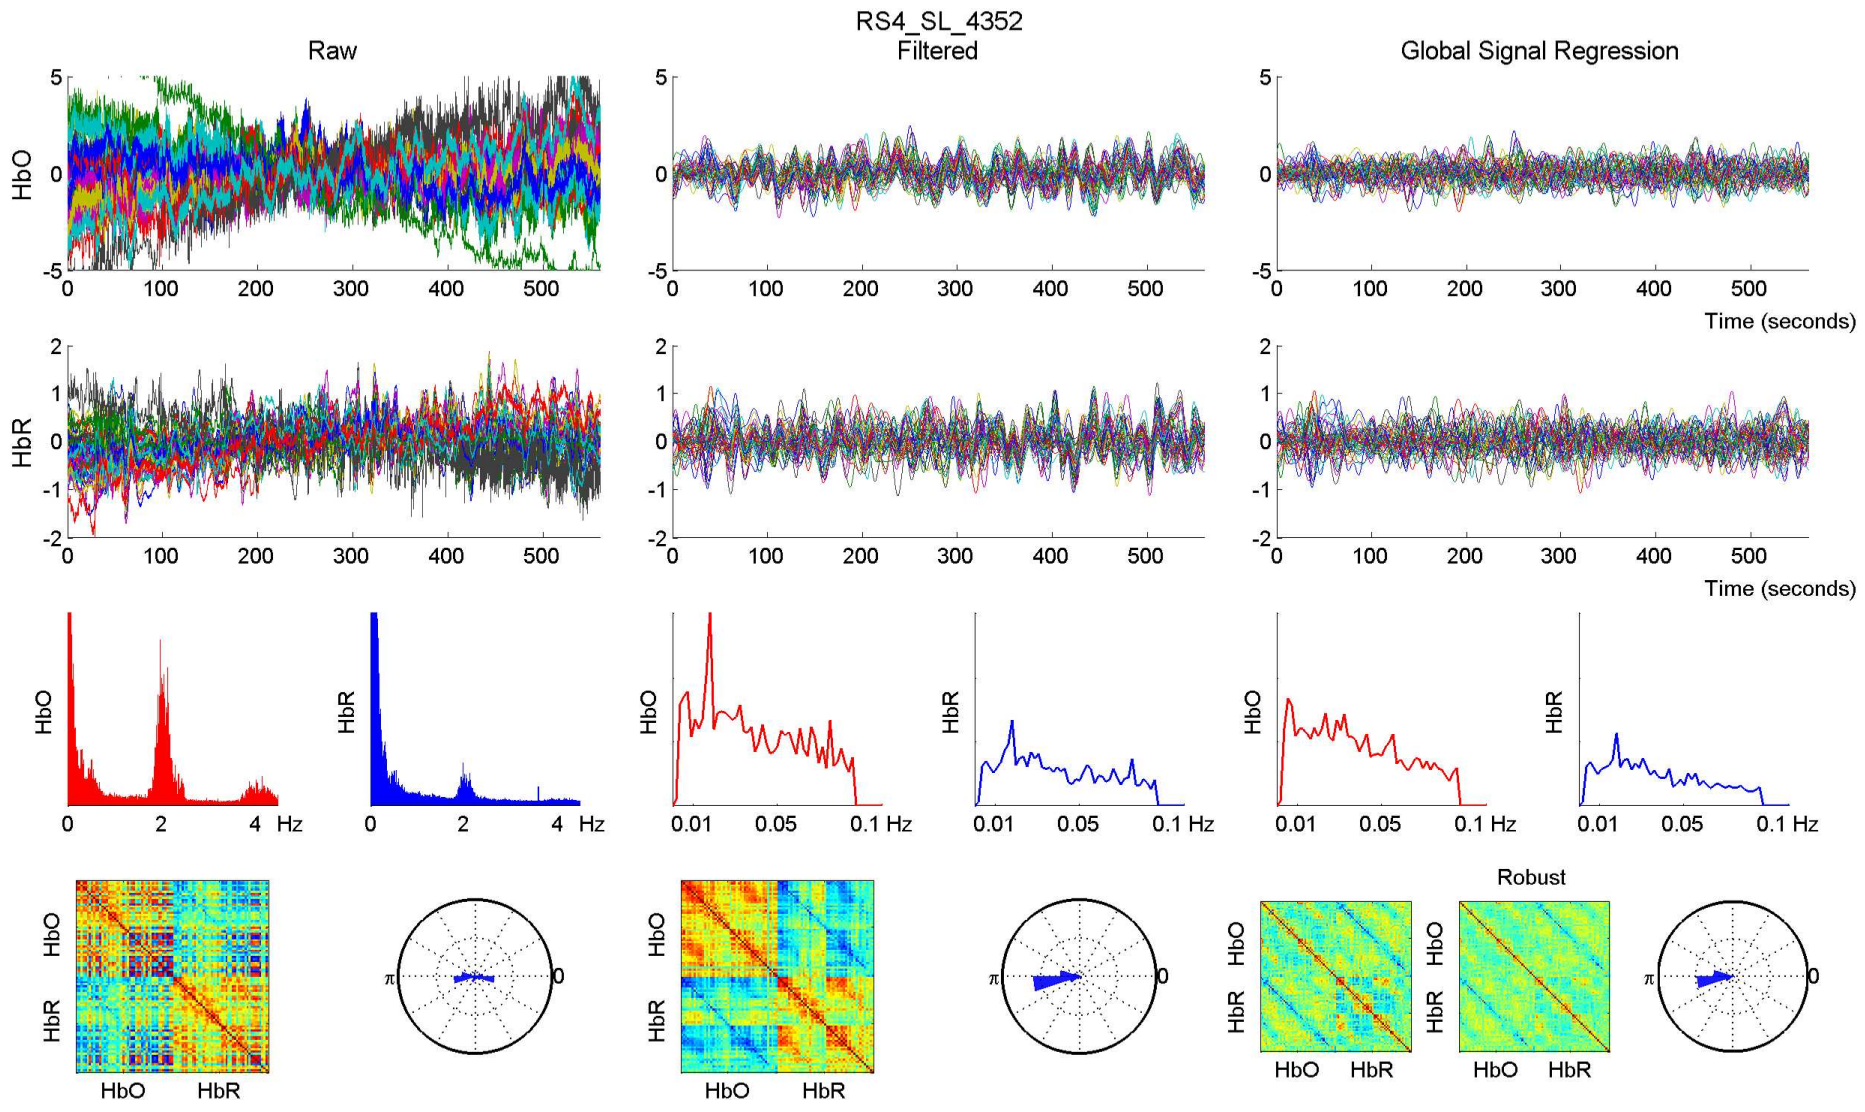 RS4_SL_4352
Raw
Filtered
Global Signal Regression
HbO
5
0
-5
0 100 200 300 400 500
5
0
-5
0 100 200 300 400 500
5
0
-5
0 100 200 300 400 500
Time (seconds)
HbR
2
1
0
-1
-2
0 100 200 300 400 500
2
1
0
-1
-2
0 100 200 300 400 500
2
1
0
-1
-2
0 100 200 300 400 500
Time (seconds)
HbO
0 2 4 Hz
HbR
0 2 4 Hz
HbO
0.01 0.05 0.1 Hz
HbR
0.01 0.05 0.1 Hz
HbO
0.01 0.05 0.1 Hz
HbR
0.01 0.05 0.1 Hz
HbO
HbR
HbO HbR
π 0
HbO
HbR
HbO HbR
π 0
HbO
HbR
HbO HbR
Robust
HbO
HbR
HbO HbR
π 0